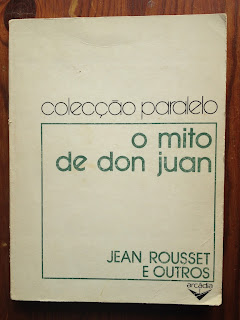 colecção paralelo
o mito
de don juan
JEAN ROUSSET
E OUTROS
arcádia